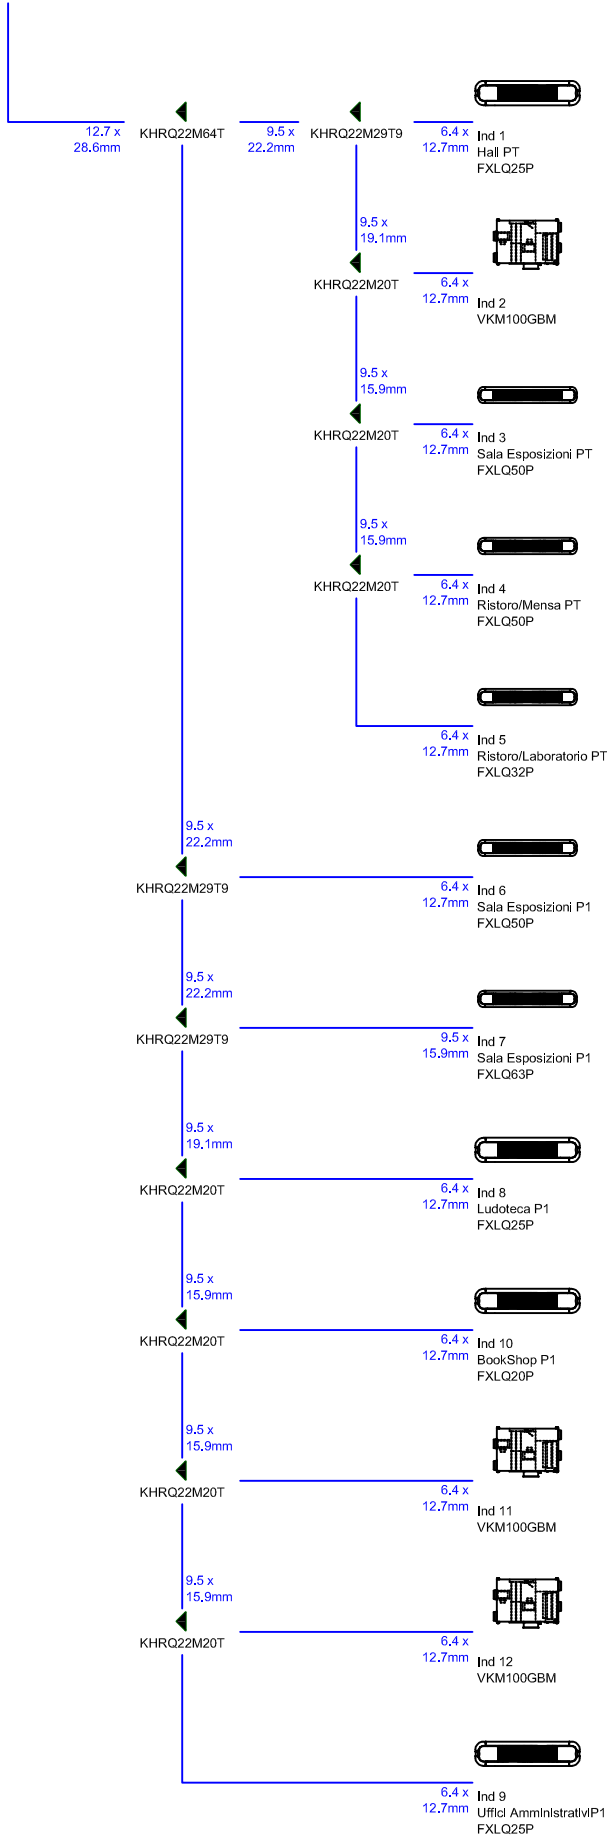 12.7 x
28.6mm
KHRQ22M64T
9.5 x
22.2mm
KHRQ22M29T9
6.4 x
12.7mm
Ind 1
Hall PT
FXLQ25P
9.5 x
19.1mm
KHRQ22M20T
6.4 x
12.7mm
Ind 2
VKM100GBM
9.5 x
15.9mm
KHRQ22M20T
6.4 x
12.7mm
Ind 3
Sala Esposizioni PT
FXLQ50P
9.5 x
15.9mm
KHRQ22M20T
6.4 x
12.7mm
Ind 4
Ristoro/Mensa PT
FXLQ50P
6.4 x
12.7mm
Ind 5
Ristoro/Laboratorio PT
FXLQ32P
9.5 x
22.2mm
KHRQ22M29T9
6.4 x
12.7mm
Ind 6
Sala Esposizioni P1
FXLQ50P
9.5 x
22.2mm
KHRQ22M29T9
9.5 x
15.9mm
Ind 7
Sala Esposizioni P1
FXLQ63P
9.5 x
19.1mm
KHRQ22M20T
6.4 x
12.7mm
Ind 8
Ludoteca P1
FXLQ25P
9.5 x
15.9mm
KHRQ22M20T
6.4 x
12.7mm
Ind 10
BookShop P1
FXLQ20P
9.5 x
15.9mm
KHRQ22M20T
6.4 x
12.7mm
Ind 11
VKM100GBM
9.5 x
15.9mm
KHRQ22M20T
6.4 x
12.7mm
Ind 12
VKM100GBM
6.4 x
12.7mm
Ind 9
Uffici AmministrativiP1
FXLQ25P